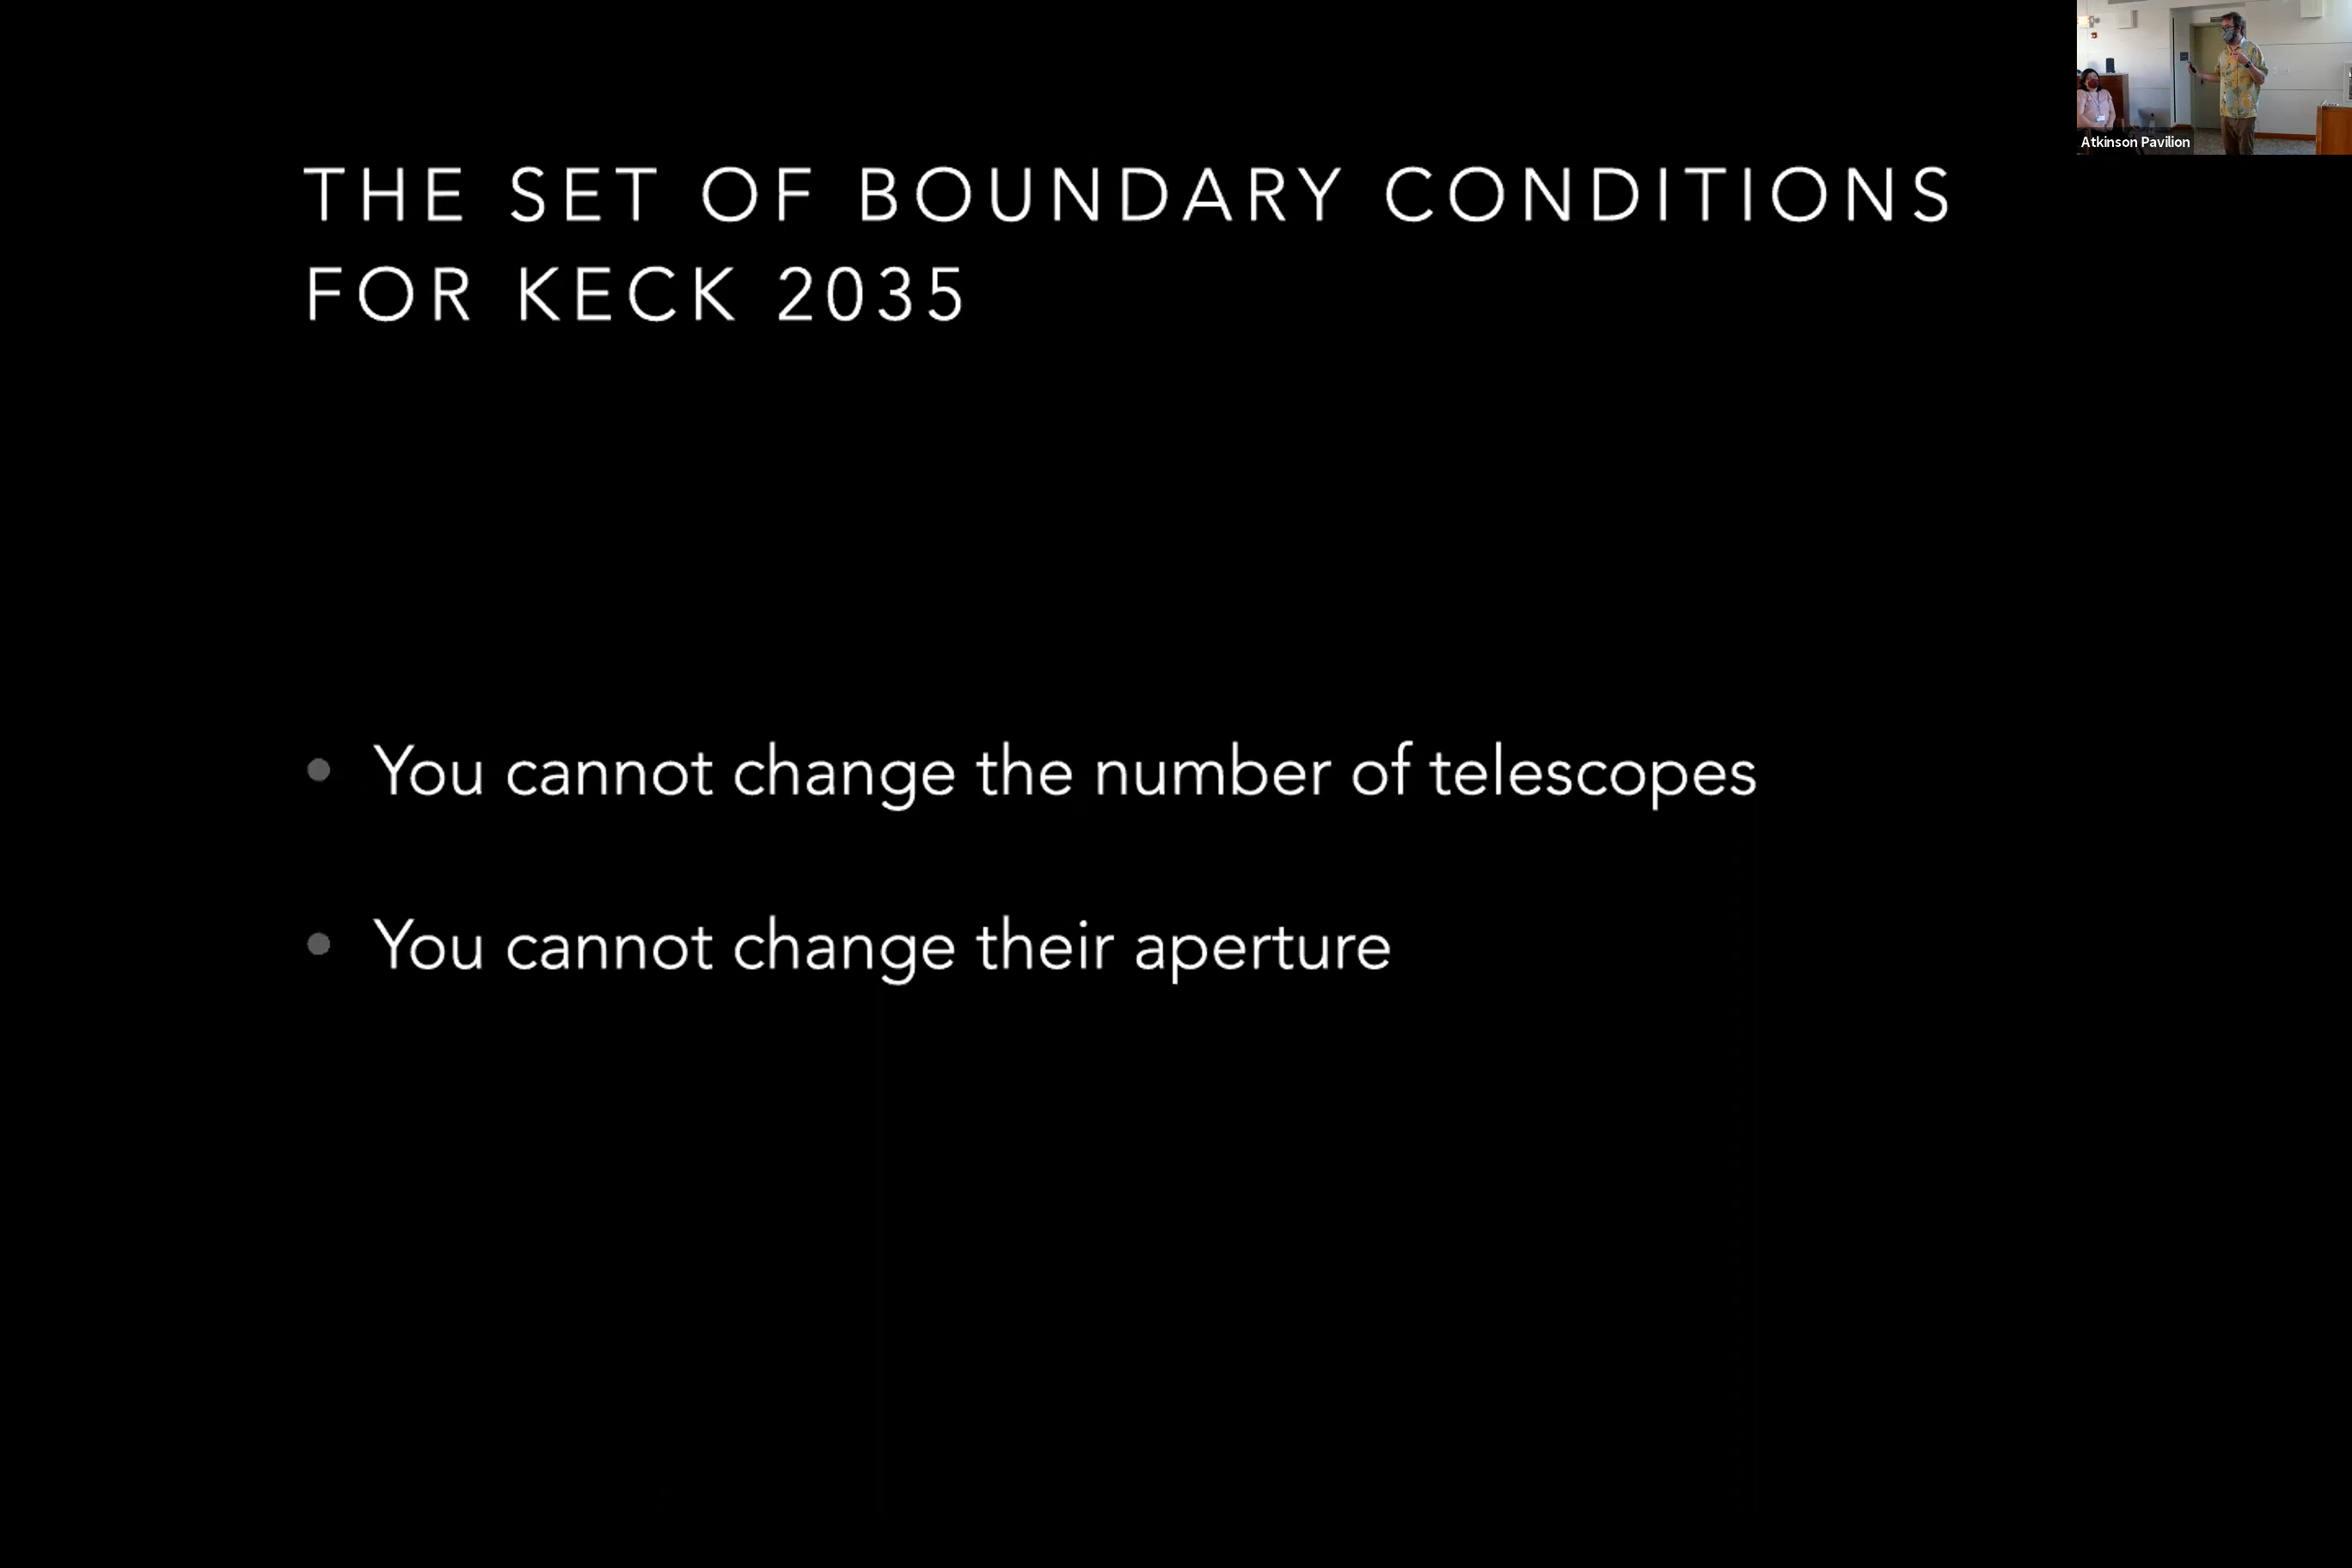 THE SET OF BOUNDARY CONDITIONS
FOR KECK 2035
Atkinson Pavilion
• You cannot change the number of telescopes
• You cannot change their aperture